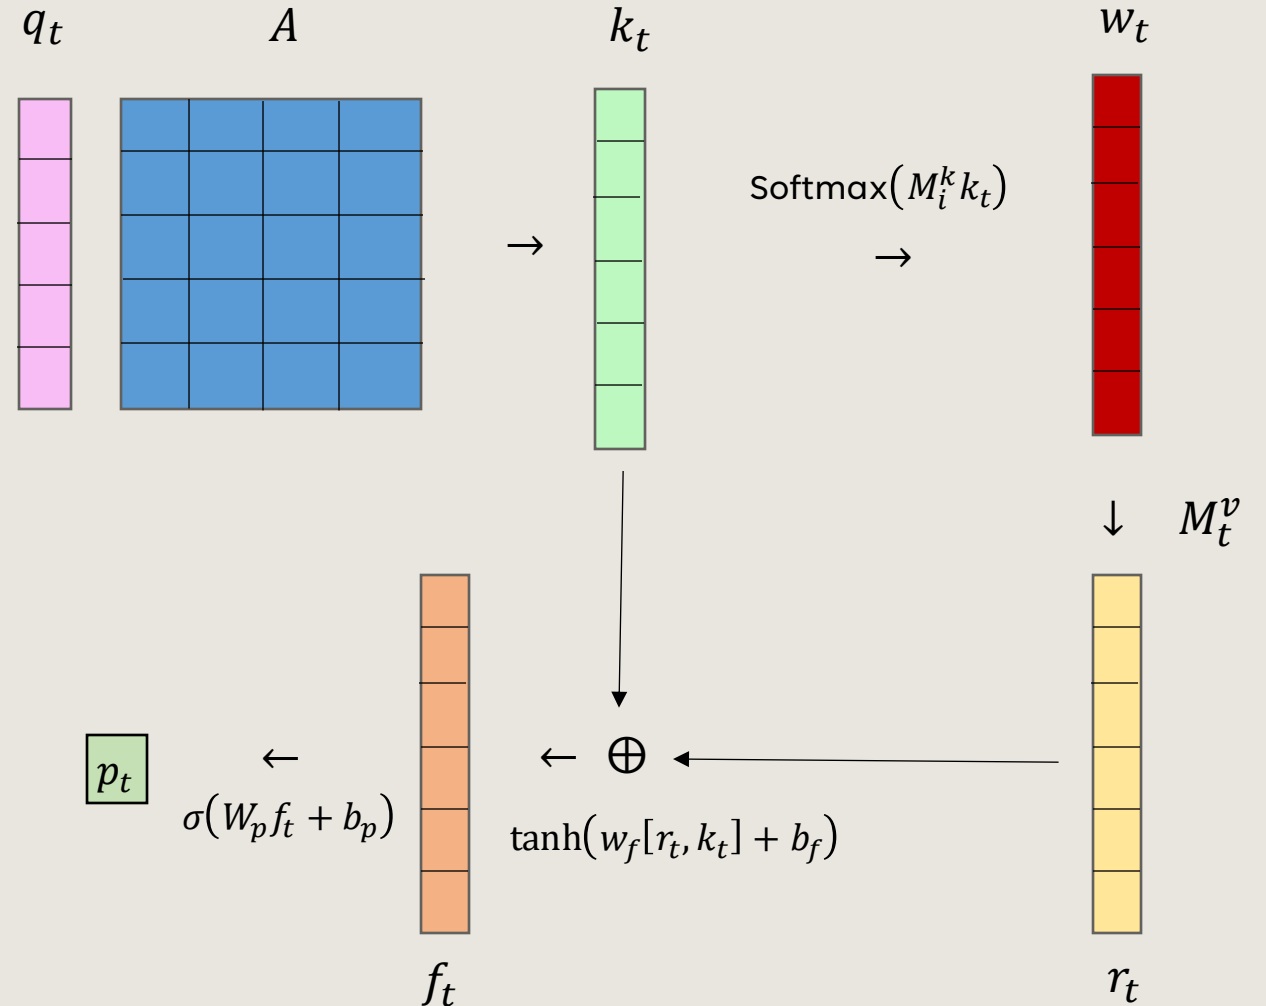 q_t A k_t w_t
Softmax(M_i^k k_t)
→ →
↓ M_t^v
p_t ← ← ⊕
σ(W_p f_t + b_p) tanh(w_f[r_t, k_t] + b_f)
f_t r_t